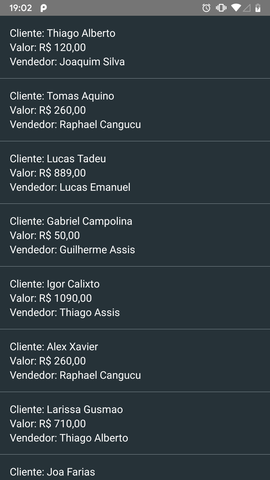 19:02
Cliente: Thiago Alberto
Valor: R$ 120,00
Vendedor: Joaquim Silva
Cliente: Tomas Aquino
Valor: R$ 260,00
Vendedor: Raphael Cangucu
Cliente: Lucas Tadeu
Valor: R$ 889,00
Vendedor: Lucas Emanuel
Cliente: Gabriel Campolina
Valor: R$ 50,00
Vendedor: Guilherme Assis
Cliente: Igor Calixto
Valor: R$ 1090,00
Vendedor: Thiago Assis
Cliente: Alex Xavier
Valor: R$ 260,00
Vendedor: Raphael Cangucu
Cliente: Larissa Gusmao
Valor: R$ 710,00
Vendedor: Thiago Alberto
Cliente: Joa Farias